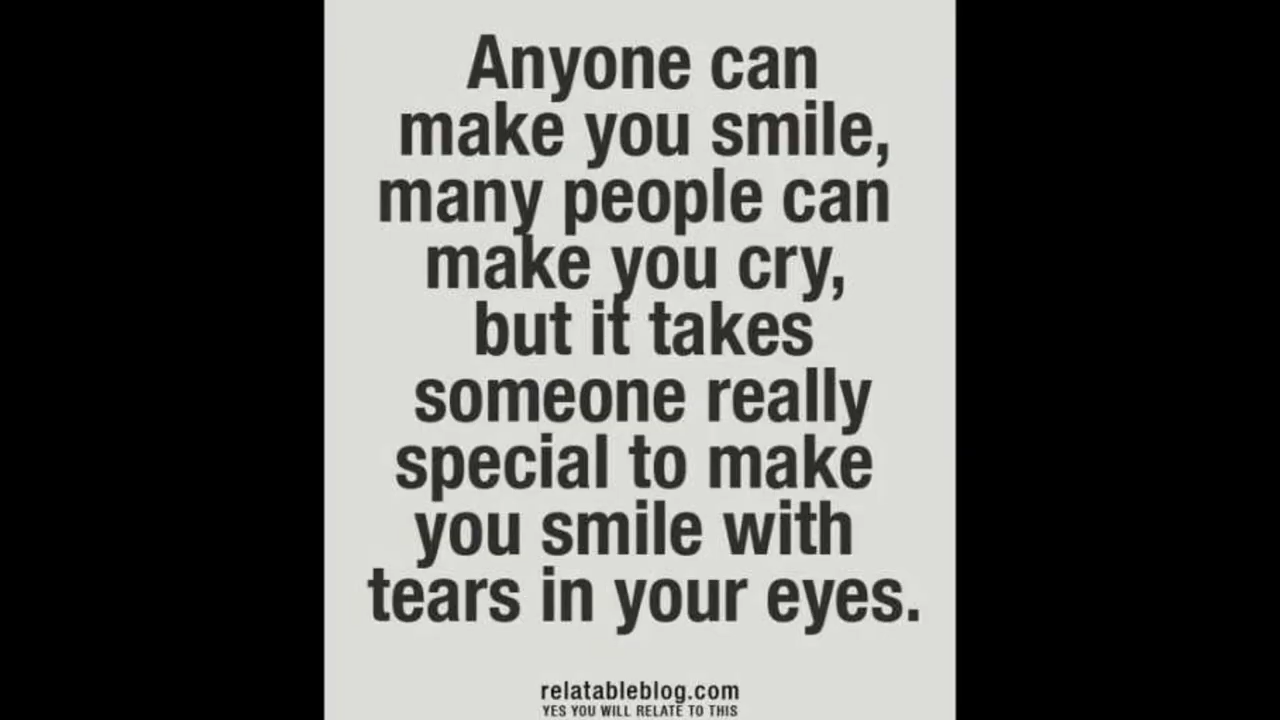 Anyone can
make you smile,
many people can
make you cry,
but it takes
someone really
special to make
you smile with
tears in your eyes.
relatableblog.com
YES YOU WILL RELATE TO THIS